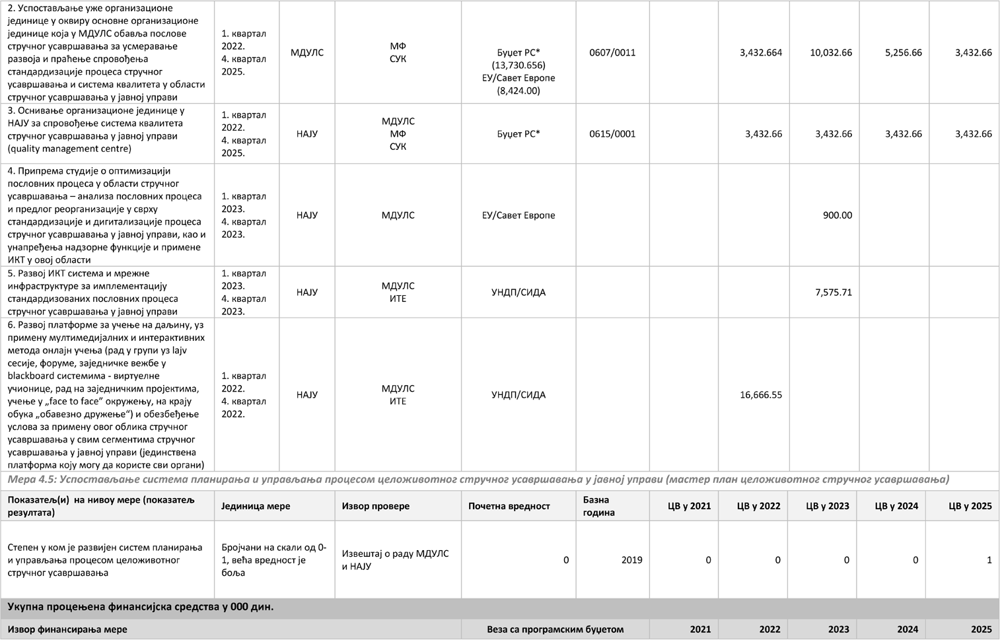 2. Успостављање уже организационе
јединице у оквиру основне организационе
јединице која у МДУЛС обавља послове
стручног усавршавања за усмеравање
развоја и праћење спровођења
стандардизације процеса стручног
усавршавања и система квалитета у области
стручног усавршавања у јавној управи
1. квартал
2022.
4. квартал
2025.
МДУЛС
МФ
СУК
Буџет РС*
(13,730.656)
ЕУ/Савет Европе
(8,424.00)
0607/0011
3,432.664
10,032.66
5,256.66
3,432.66
3. Оснивање организационе јединице у
НАЈУ за спровођење система квалитета
стручног усавршавања у јавној управи
(quality management centre)
1. квартал
2022.
4. квартал
2025.
НАЈУ
МДУЛС
МФ
СУК
Буџет РС*
0615/0001
3,432.66
3,432.66
3,432.66
3,432.66
4. Припрема студије о оптимизацији
пословних процеса у области стручног
усавршавања – анализа пословних процеса
и предлог реорганизације у сврху
стандардизације и дигитализације процеса
стручног усавршавања у јавној управи, као и
унапређења надзорне функције и примене
ИКТ у овој области
1. квартал
2023.
4. квартал
2023.
НАЈУ
МДУЛС
ЕУ/Савет Европе
900.00
5. Развој ИКТ система и мрежне
инфраструктуре за имплементацију
стандардизованих пословних процеса
стручног усавршавања у јавној управи
1. квартал
2023.
4. квартал
2023.
НАЈУ
МДУЛС
ИТЕ
УНДП/СИДА
7,575.71
6. Развој платформе за учење на даљину, уз
примену мултимедијалних и интерактивних
метода онлајн учења (рад у групи уз lајv
сесије, форуме, заједничке вежбе у
blackboard системима - виртуелне
учионице, рад на заједничким пројектима,
учење у „face to face” окружењу, на крају
обука „обавезно дружење“) и обезбеђење
услова за примену овог облика стручног
усавршавања у свим сегментима стручног
усавршавања у јавној управи (јединствена
платформа коју могу да користе сви органи)
1. квартал
2022.
4. квартал
2022.
НАЈУ
МДУЛС
ИТЕ
УНДП/СИДА
16,666.55
Мера 4.5: Успостављање система планирања и управљања процесом целоживотног стручног усавршавања у јавној управи (мастер план целоживотног стручног усавршавања)
Показатељ(и) на нивоу мере (показатељ
резултата)
Јединица мере
Извор провере
Почетна вредност
Базна
година
ЦВ у 2021
ЦВ у 2022
ЦВ у 2023
ЦВ у 2024
ЦВ у 2025
Степен у ком је развијен систем планирања
и управљања процесом целоживотног
стручног усавршавања
Бројчани на скали од 0-
1, већа вредност је
боља
Извештај о раду МДУЛС
и НАЈУ
0
2019
0
0
0
0
1
Укупна процењена финансијска средства у 000 дин.
Извор финансирања мере
Веза са програмским буџетом
2021
2022
2023
2024
2025